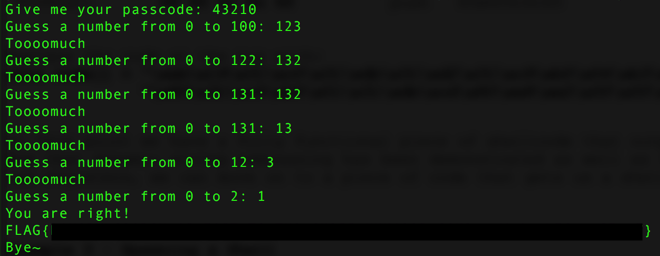 Give me your passcode: 43210
Guess a number from 0 to 100: 123
Toooomuch
Guess a number from 0 to 122: 132
Toooomuch
Guess a number from 0 to 131: 132
Toooomuch
Guess a number from 0 to 131: 13
Toooomuch
Guess a number from 0 to 12: 3
Toooomuch
Guess a number from 0 to 2: 1
You are right!
FLAG{ }
Bye~